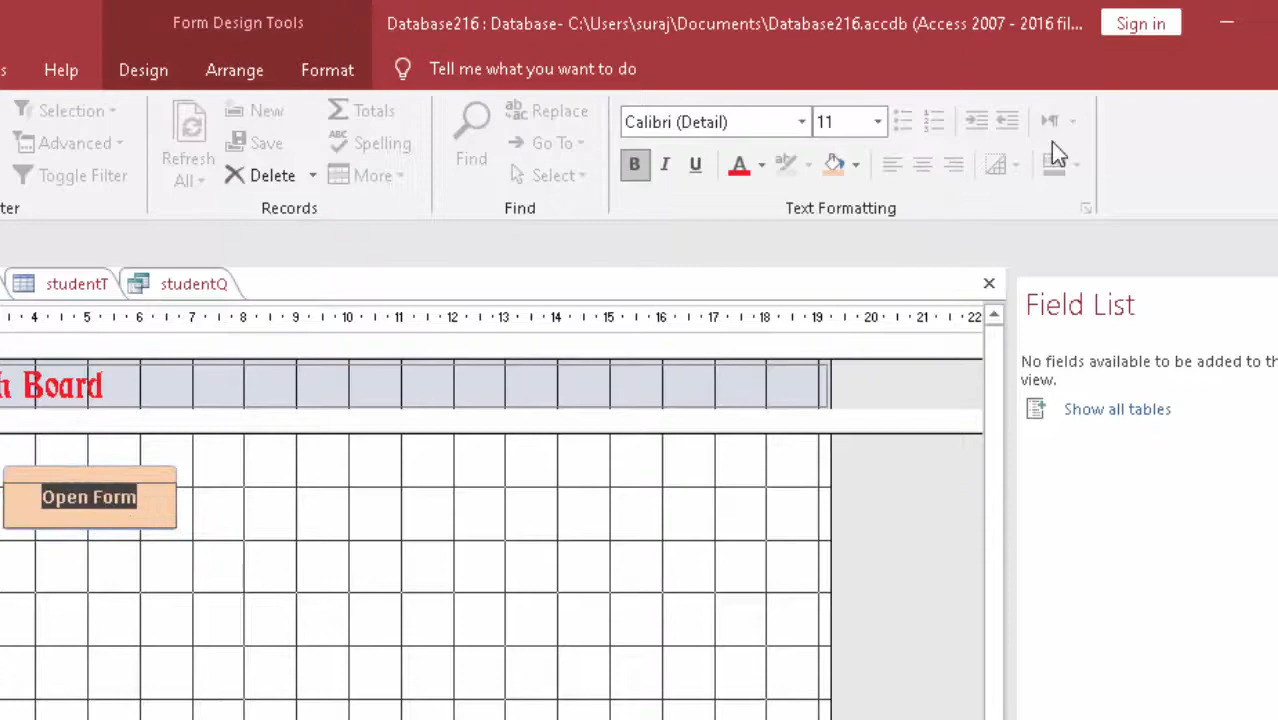 Form Design Tools
Database216 : Database- C:\Users\suraj\Documents\Database216.accdb (Access 2007 - 2016 fil...
Sign in
s
Help
Design
Arrange
Format
Tell me what you want to do
Selection
Advanced
Toggle Filter
ter
Refresh
All
New
Save
Delete
Totals
Spelling
More
Records
Find
Replace
Go To
Select
Find
Calibri (Detail)
11
B I U A
Text Formatting
studentT
studentQ
4 5 6 7 8 9 10 11 12 13 14 15 16 17 18 19 20 21 22
h Board
Open Form
Field List
No fields available to be added to th
view.
Show all tables